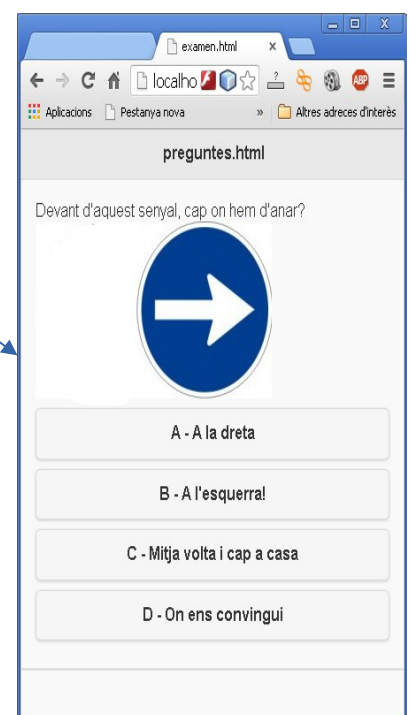 examen.html
localho
Aplicacions
Pestanya nova
»
Altres adreces d'interès
preguntes.html
Devant d'aquest senyal, cap on hem d'anar?
A - A la dreta
B - A l'esquerra!
C - Mitja volta i cap a casa
D - On ens convingui